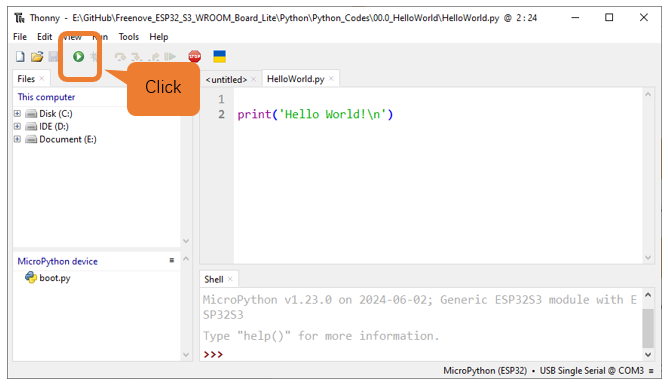 Thonny - E:\GitHub\Freenove_ESP32_S3_WROOM_Board_Lite\Python\Python_Codes\00.0_HelloWorld\HelloWorld.py @ 2 : 24
File Edit View Run Tools Help
STOP
Files
<untitled>
HelloWorld.py
Click
This computer
Disk (C:)
IDE (D:)
Document (E:)
1
2 print('Hello World!\n')
MicroPython device
boot.py
Shell
MicroPython v1.23.0 on 2024-06-02; Generic ESP32S3 module with E
SP32S3
Type "help()" for more information.
>>>
MicroPython (ESP32) • USB Single Serial @ COM3